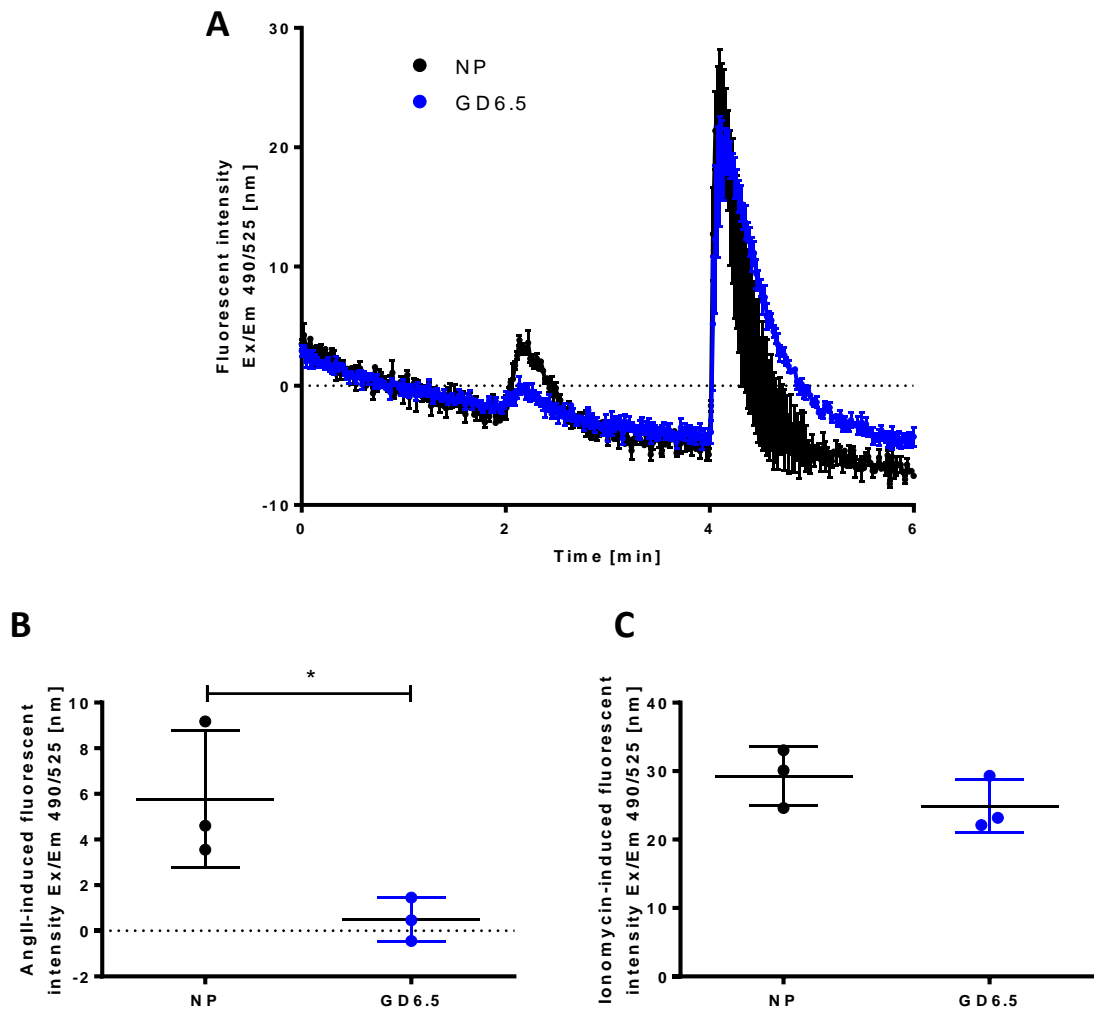 A
NP
GD6.5
Fluorescent intensity
Ex/Em 490/525 [nm]
30
20
10
0
-10
0
2
4
6
Time [min]
B
*
AngII-induced fluorescent
intensity Ex/Em 490/525 [nm]
10
8
6
4
2
0
-2
NP
GD6.5
C
Ionomycin-induced fluorescent
intensity Ex/Em 490/525 [nm]
40
30
20
10
0
NP
GD6.5